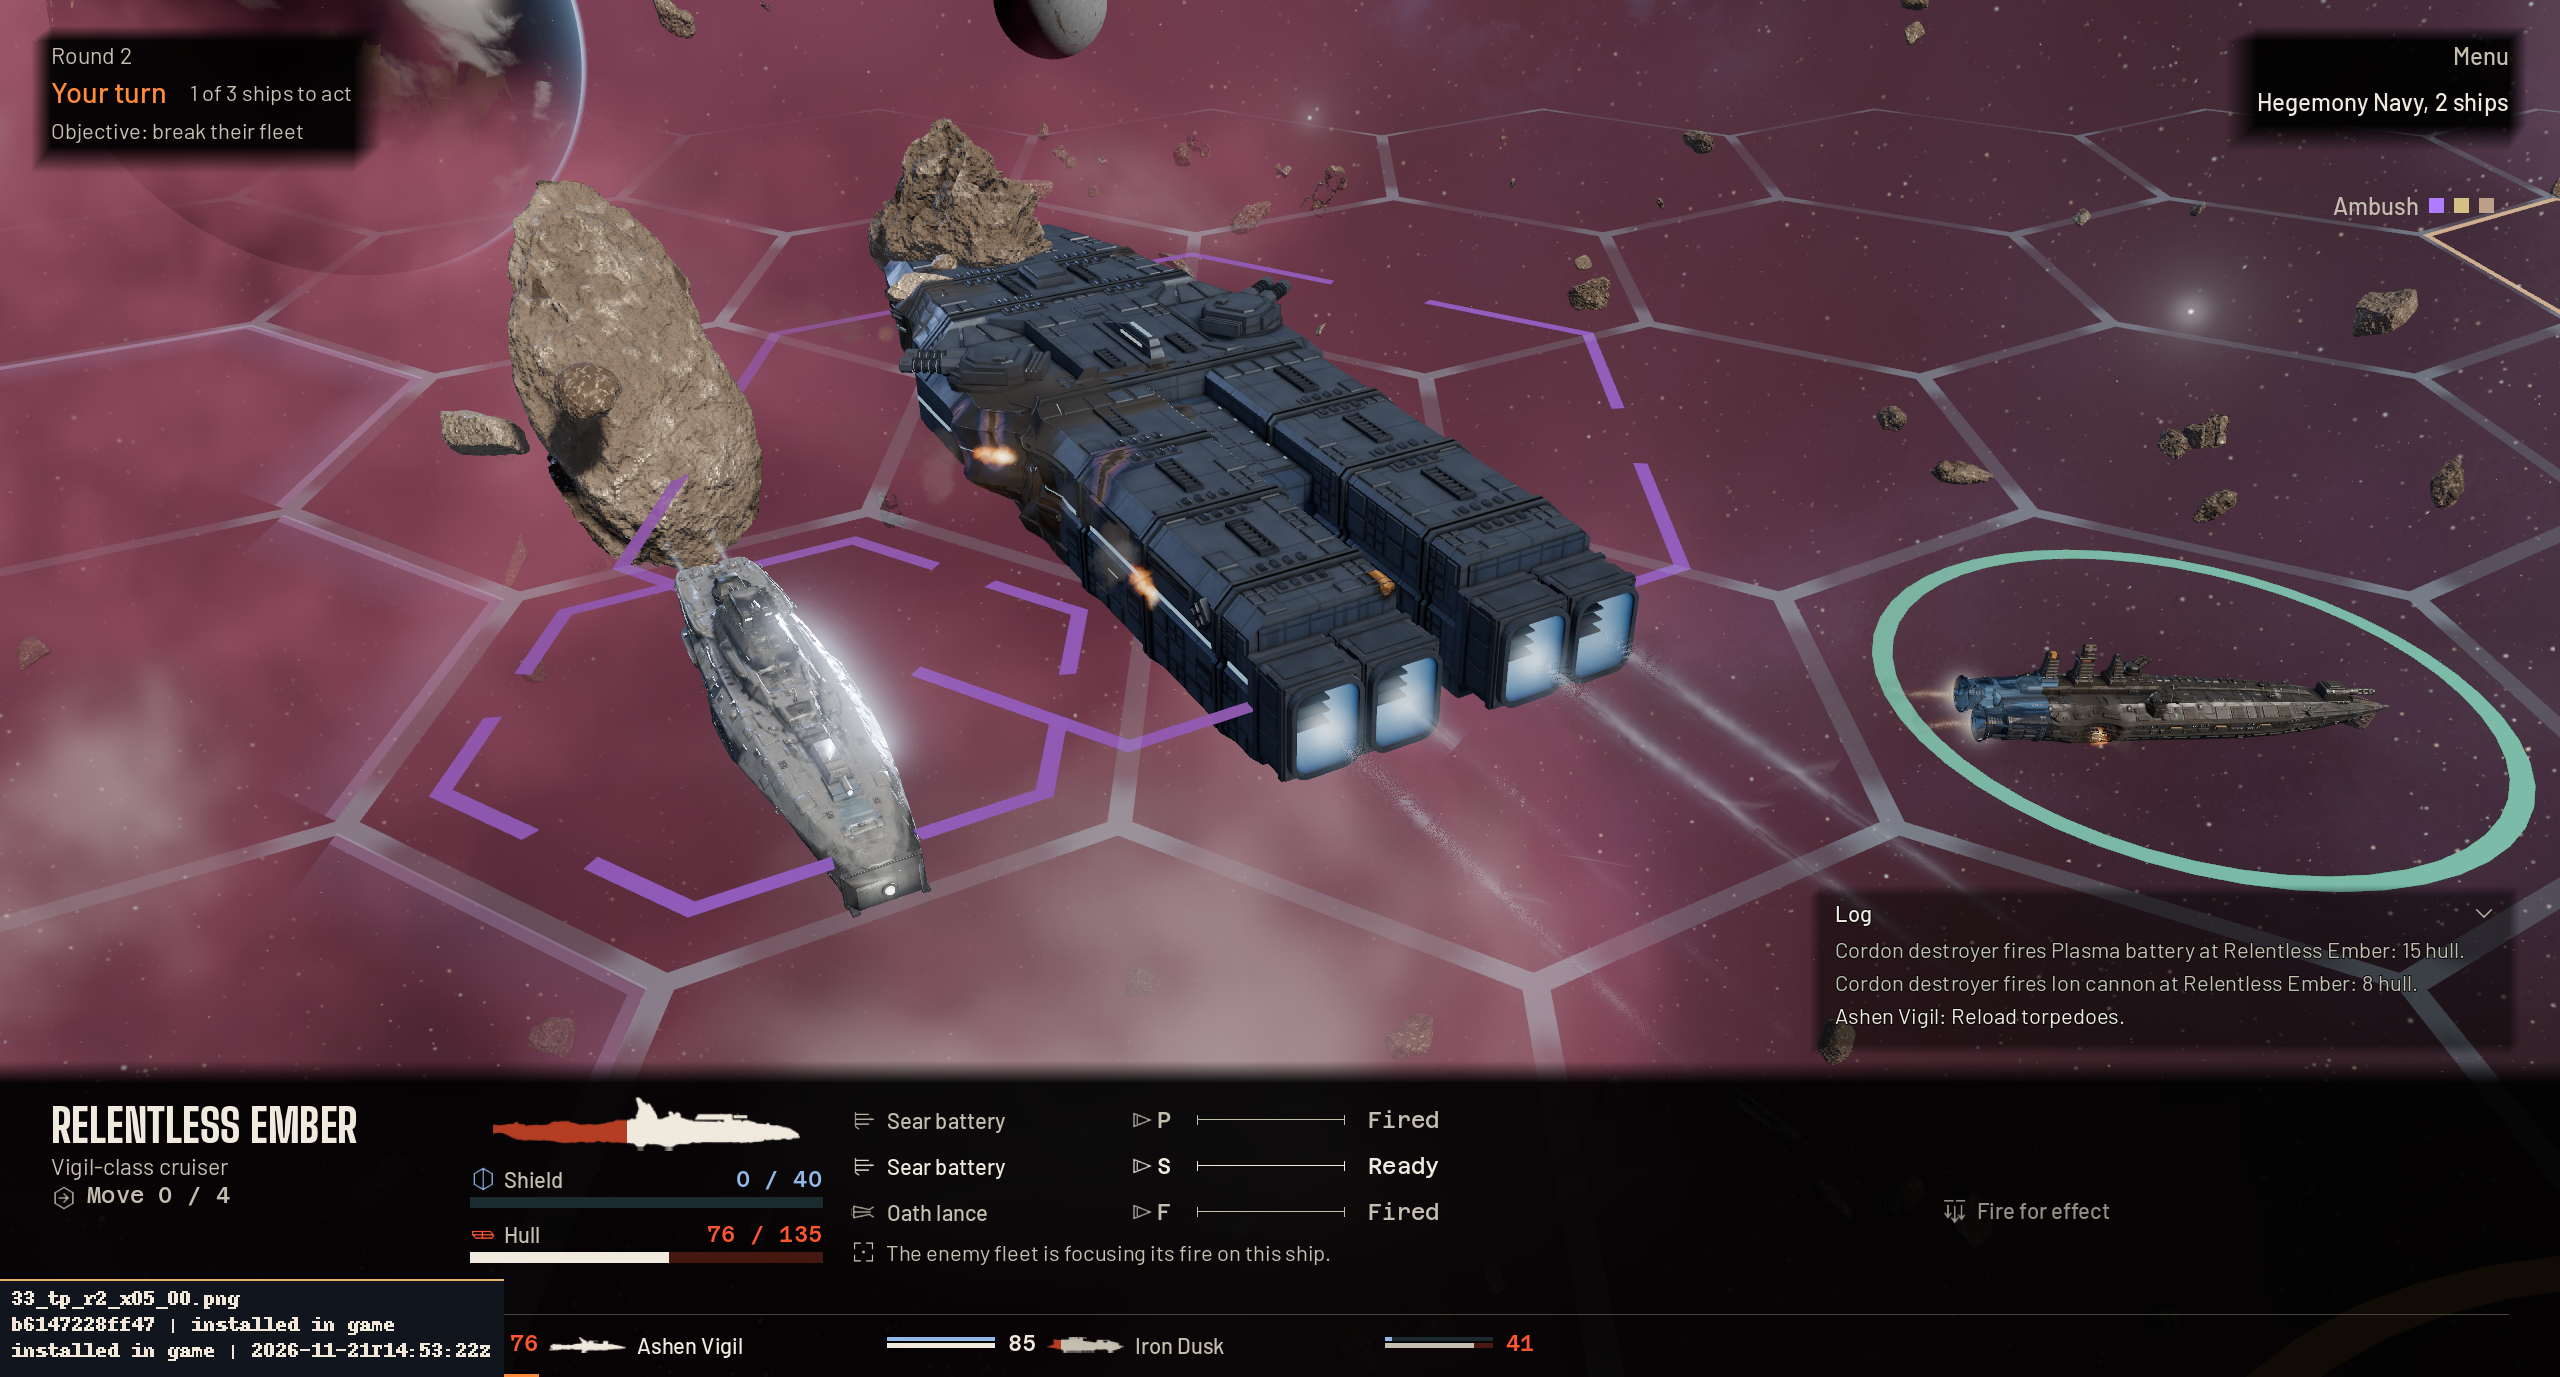 Round 2
Your turn 1 of 3 ships to act
Objective: break their fleet
Menu
Hegemony Navy, 2 ships
Ambush
Log
Cordon destroyer fires Plasma battery at Relentless Ember: 15 hull.
Cordon destroyer fires Ion cannon at Relentless Ember: 8 hull.
Ashen Vigil: Reload torpedoes.
RELENTLESS EMBER
Vigil-class cruiser
Move 0 / 4
Shield 0 / 40
Hull 76 / 135
Sear battery P Fired
Sear battery S Ready
Oath lance F Fired
The enemy fleet is focusing its fire on this ship.
Fire for effect
33_tp_r2_x05_00.png
b6147228ff47 | installed in game
installed in game | 2026-11-21r14:53:22z
76 Ashen Vigil 85 Iron Dusk 41